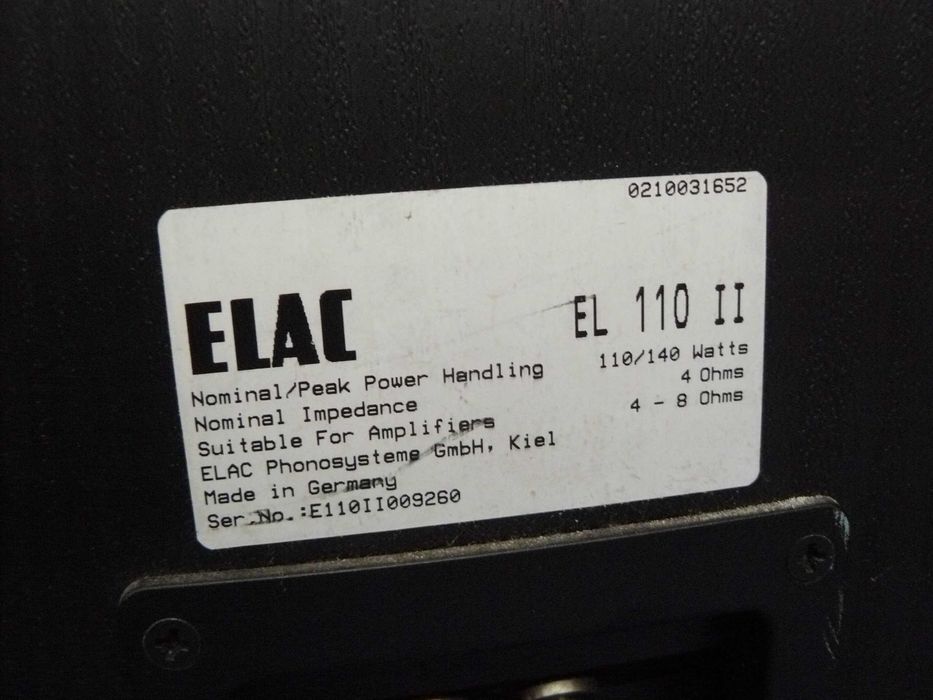 0210031652
ELAC
EL 110 II
Nominal/Peak Power Handling 110/140 Watts
Nominal Impedance 4 Ohms
Suitable For Amplifiers 4 - 8 Ohms
ELAC Phonosysteme GmbH, Kiel
Made in Germany
Ser.No.:E110II009260